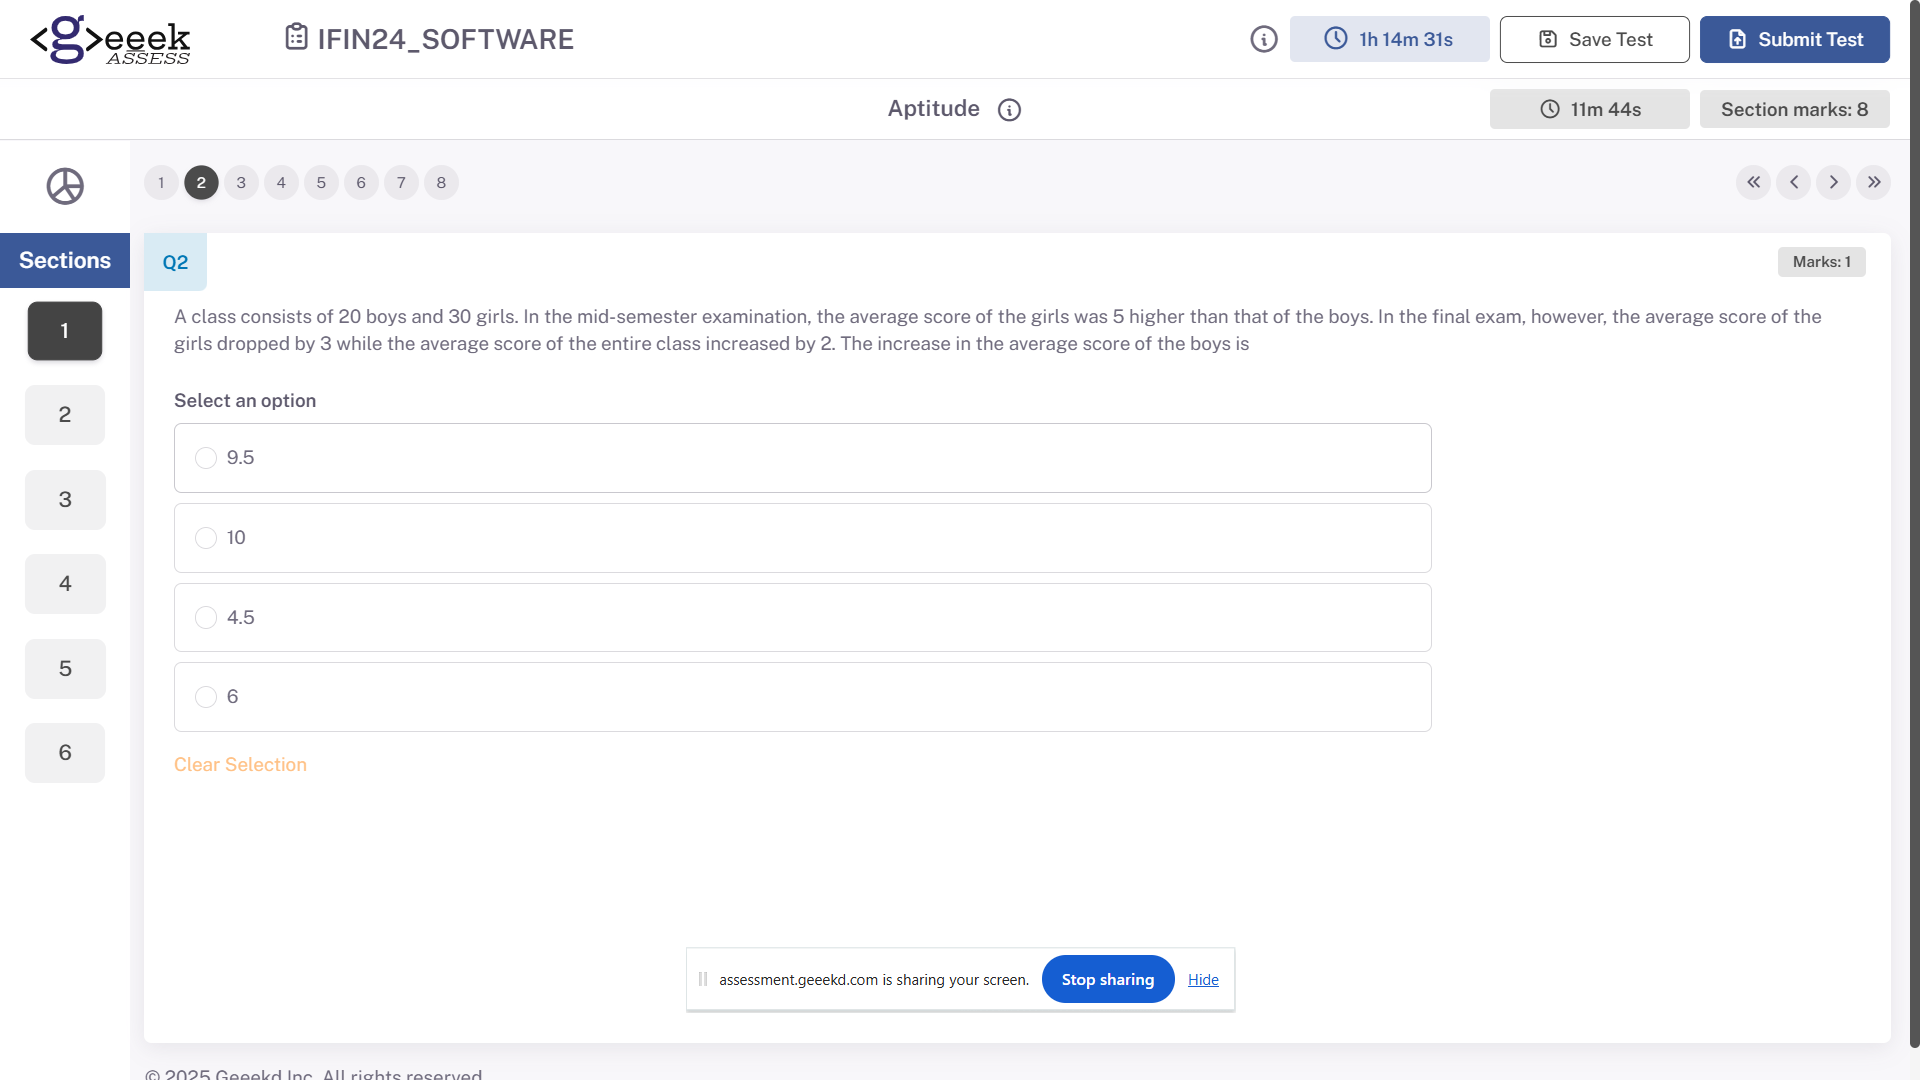 <g>eeek
ASSESS
IFIN24_SOFTWARE
1h 14m 31s
Save Test
Submit Test
Aptitude
11m 44s
Section marks: 8
1 2 3 4 5 6 7 8
Sections
1
2
3
4
5
6
Q2
Marks: 1
A class consists of 20 boys and 30 girls. In the mid-semester examination, the average score of the girls was 5 higher than that of the boys. In the final exam, however, the average score of the
girls dropped by 3 while the average score of the entire class increased by 2. The increase in the average score of the boys is
Select an option
9.5
10
4.5
6
Clear Selection
assessment.geeekd.com is sharing your screen.
Stop sharing
Hide
© 2025 Geeekd Inc. All rights reserved